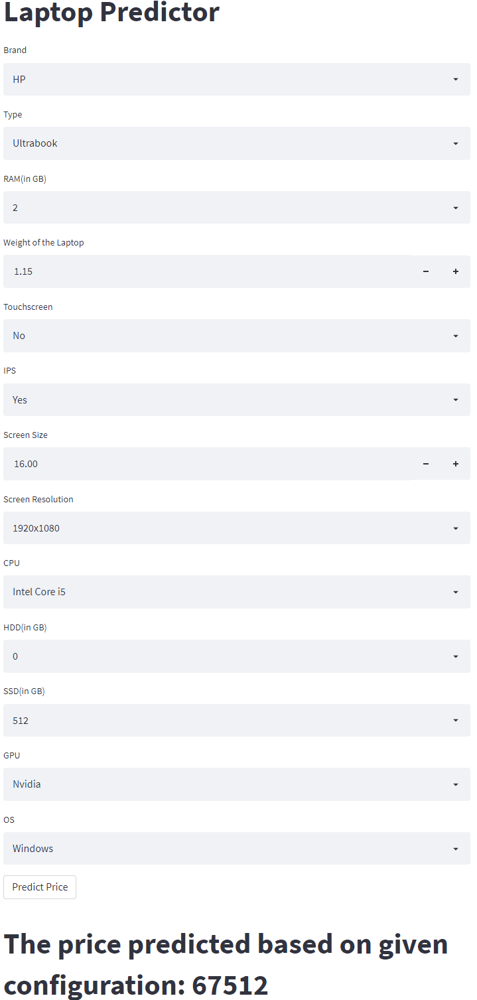 Laptop Predictor
Brand
HP
Type
Ultrabook
RAM(in GB)
2
Weight of the Laptop
1.15
Touchscreen
No
IPS
Yes
Screen Size
16.00
Screen Resolution
1920x1080
CPU
Intel Core i5
HDD(in GB)
0
SSD(in GB)
512
GPU
Nvidia
OS
Windows
Predict Price
The price predicted based on given
configuration: 67512